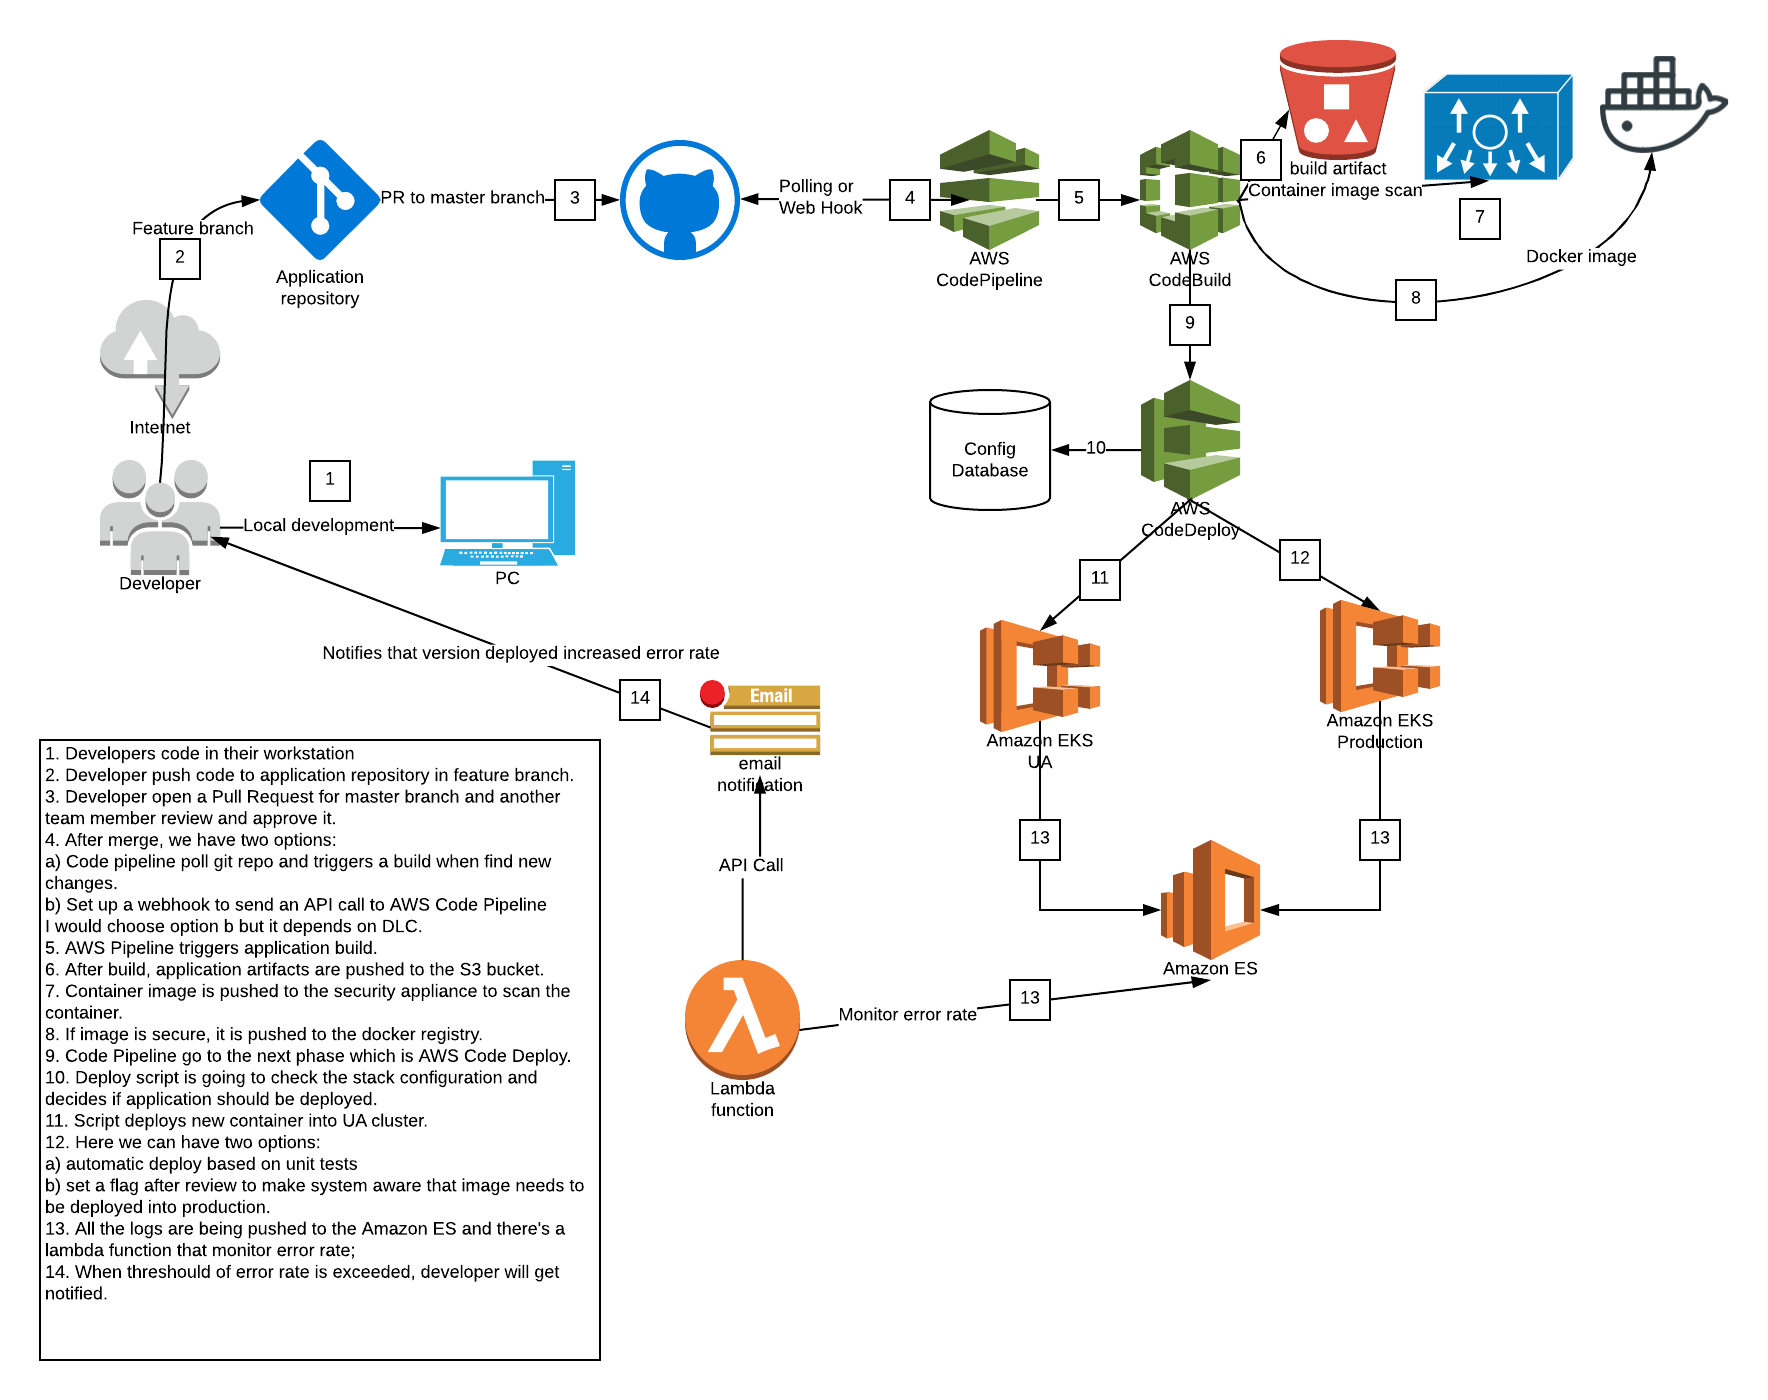 build artifact
6
Container image scan
7
Polling or
Web Hook
PR to master branch
3
4
5
Feature branch
2
Application
repository
AWS
CodePipeline
AWS
CodeBuild
Docker image
8
9
Internet
1
Local development
Developer
PC
Config
Database
10
AWS
CodeDeploy
11
12
Notifies that version deployed increased error rate
14
Email
email
notification
Amazon EKS
UA
Amazon EKS
Production
13
13
API Call
Amazon ES
Monitor error rate
13
Lambda
function
1. Developers code in their workstation
2. Developer push code to application repository in feature branch.
3. Developer open a Pull Request for master branch and another
team member review and approve it.
4. After merge, we have two options:
a) Code pipeline poll git repo and triggers a build when find new
changes.
b) Set up a webhook to send an API call to AWS Code Pipeline
I would choose option b but it depends on DLC.
5. AWS Pipeline triggers application build.
6. After build, application artifacts are pushed to the S3 bucket.
7. Container image is pushed to the security appliance to scan the
container.
8. If image is secure, it is pushed to the docker registry.
9. Code Pipeline go to the next phase which is AWS Code Deploy.
10. Deploy script is going to check the stack configuration and
decides if application should be deployed.
11. Script deploys new container into UA cluster.
12. Here we can have two options:
a) automatic deploy based on unit tests
b) set a flag after review to make system aware that image needs to
be deployed into production.
13. All the logs are being pushed to the Amazon ES and there's a
lambda function that monitor error rate;
14. When threshould of error rate is exceeded, developer will get
notified.